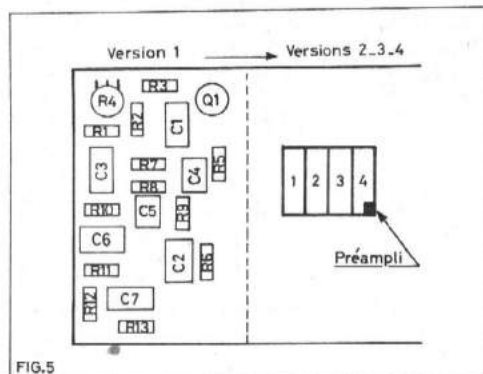 Version 1 Versions 2_3_4
R3
R4 Q1
R2 C1
R1
C3 R7 C4 R5
R8
R10 C5 R9
C6
C2 R6
R11
R12 C7
R13
1 2 3 4
Préampli
FIG.5